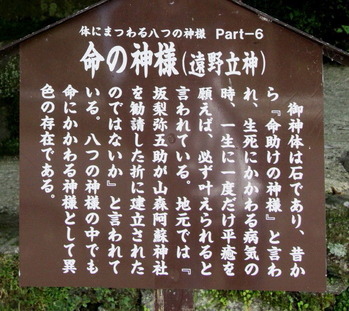 体にまつわる八つの神様 Part-6
命の神様(遠野立神)
御神体は石であり、昔か
ら『命助けの神様』と言わ
れ、生死にかかわる病気の
時、一生に一度だけ平癒を
願えば、必ず叶えられると
言われている。地元では『
坂梨弥五助が山森阿蘇神社
を勧請した折に建立された
のではないか』と言われて
いる。八つの神様の中でも
命にかかわる神様として異
色の存在である。